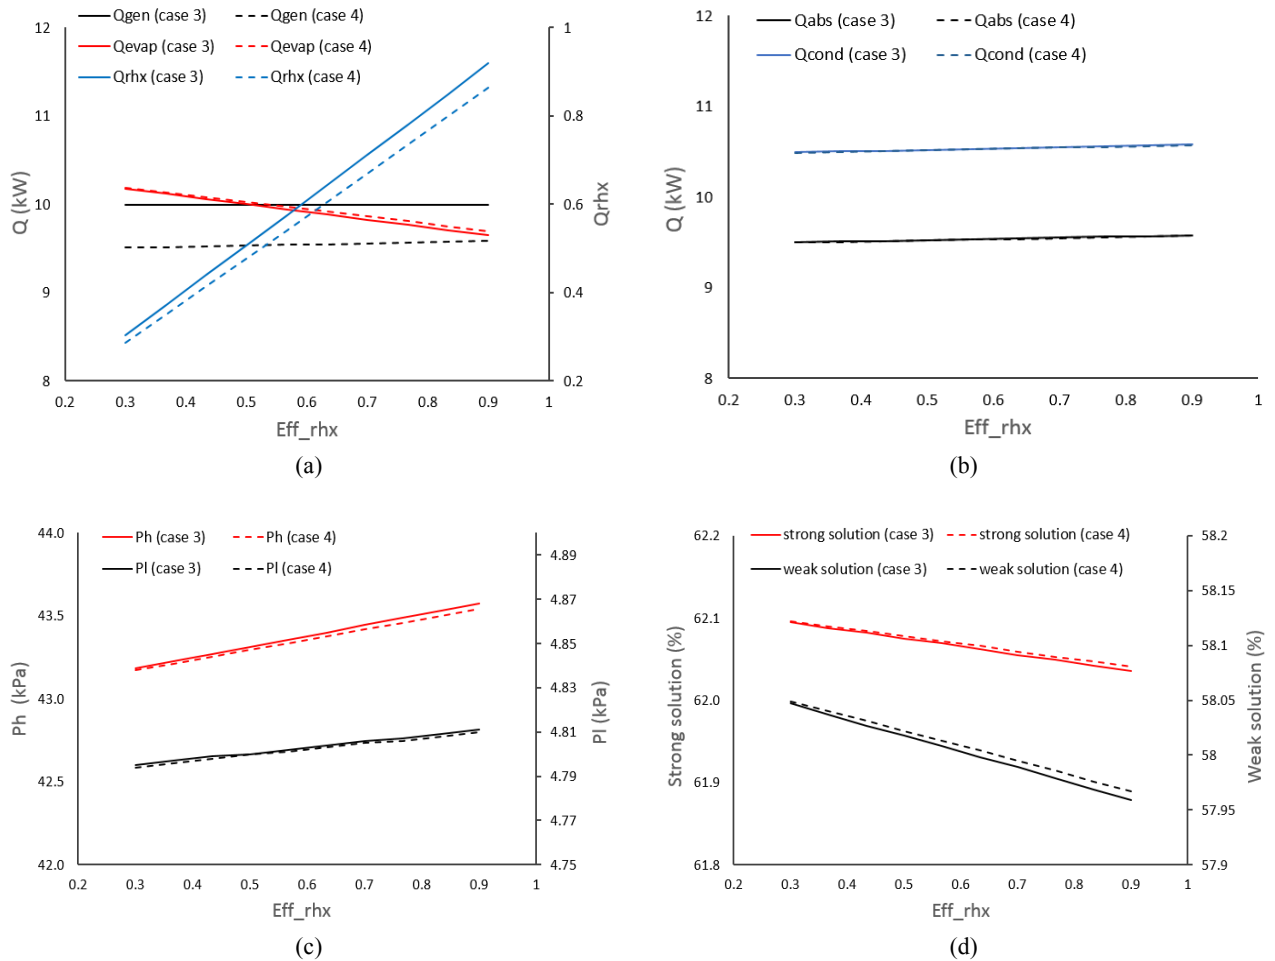 Qgen (case 3) Qgen (case 4)
Qevap (case 3) Qevap (case 4)
Qrhx (case 3) Qrhx (case 4)
12
11
10
9
8
Q (kW)
1
0.8
0.6
0.4
0.2
Qrhx
0.2 0.3 0.4 0.5 0.6 0.7 0.8 0.9 1
Eff_rhx
(a)
Qabs (case 3) Qabs (case 4)
Qcond (case 3) Qcond (case 4)
12
11
10
9
8
Q (kW)
0.2 0.3 0.4 0.5 0.6 0.7 0.8 0.9 1
Eff_rhx
(b)
Ph (case 3) Ph (case 4)
Pl (case 3) Pl (case 4)
44.0
43.5
43.0
42.5
42.0
Ph (kPa)
4.89
4.87
4.85
4.83
4.81
4.79
4.77
4.75
Pl (kPa)
0.2 0.3 0.4 0.5 0.6 0.7 0.8 0.9 1
Eff_rhx
(c)
strong solution (case 3) strong solution (case 4)
weak solution (case 3) weak solution (case 4)
62.2
62.1
62.0
61.9
61.8
Strong solution (%)
58.2
58.15
58.1
58.05
58
57.95
57.9
Weak solution (%)
0.2 0.3 0.4 0.5 0.6 0.7 0.8 0.9 1
Eff_rhx
(d)